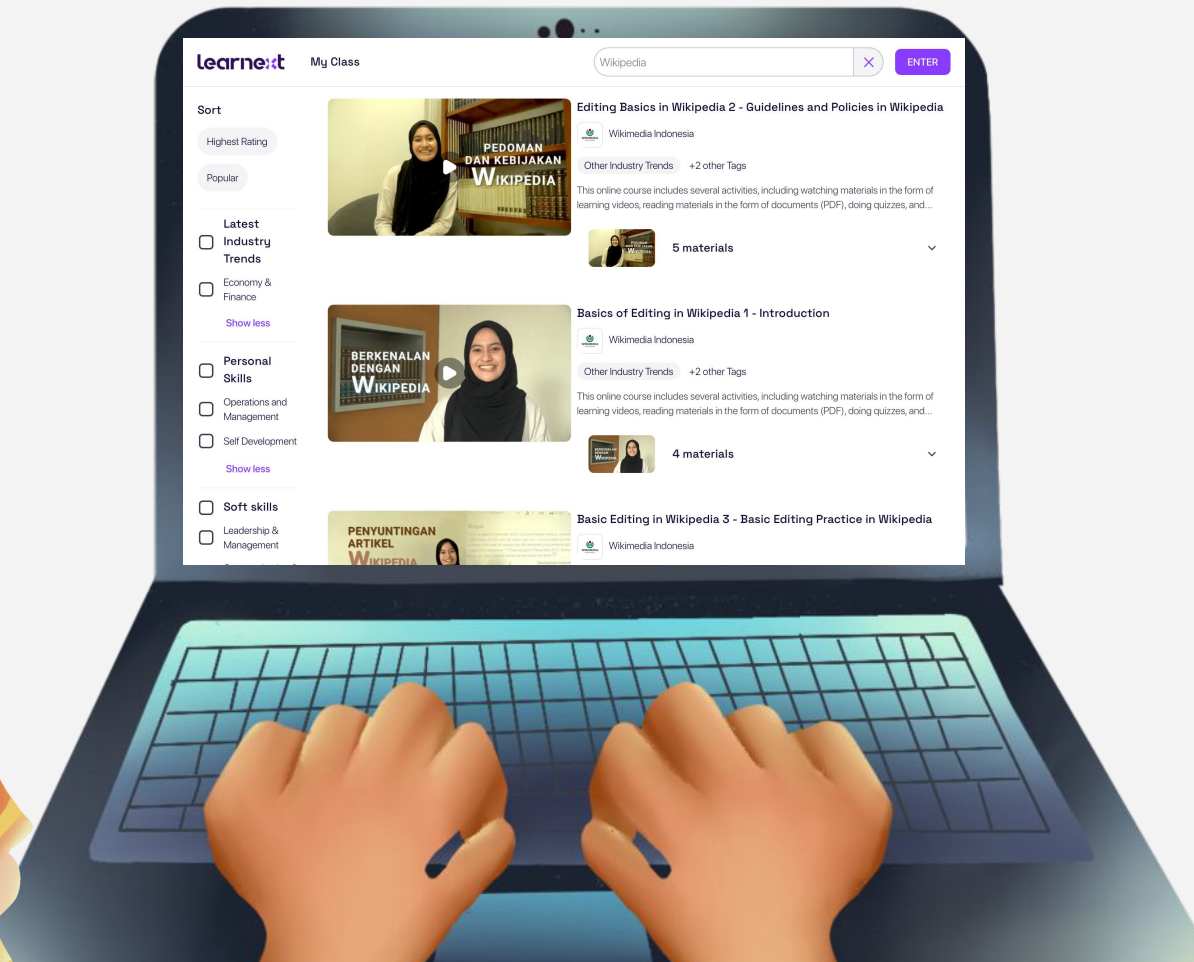 learnext
My Class
Wikipedia
ENTER
Sort
Highest Rating
Popular
Latest
Industry
Trends
Economy &
Finance
Show less
Personal
Skills
Operations and
Management
Self Development
Show less
Soft skills
Leadership &
Management
PEDOMAN
DAN KEBIJAKAN
WIKIPEDIA
Editing Basics in Wikipedia 2 - Guidelines and Policies in Wikipedia
Wikimedia Indonesia
Other Industry Trends +2 other Tags
This online course includes several activities, including watching materials in the form of
learning videos, reading materials in the form of documents (PDF), doing quizzes, and...
5 materials
BERKENALAN
DENGAN
WIKIPEDIA
Basics of Editing in Wikipedia 1 - Introduction
Wikimedia Indonesia
Other Industry Trends +2 other Tags
This online course includes several activities, including watching materials in the form of
learning videos, reading materials in the form of documents (PDF), doing quizzes, and...
BERKENALAN
DENGAN
WIKIPEDIA
4 materials
PENYUNTINGAN
ARTIKEL
WIKIPEDIA
Basic Editing in Wikipedia 3 - Basic Editing Practice in Wikipedia
Wikimedia Indonesia